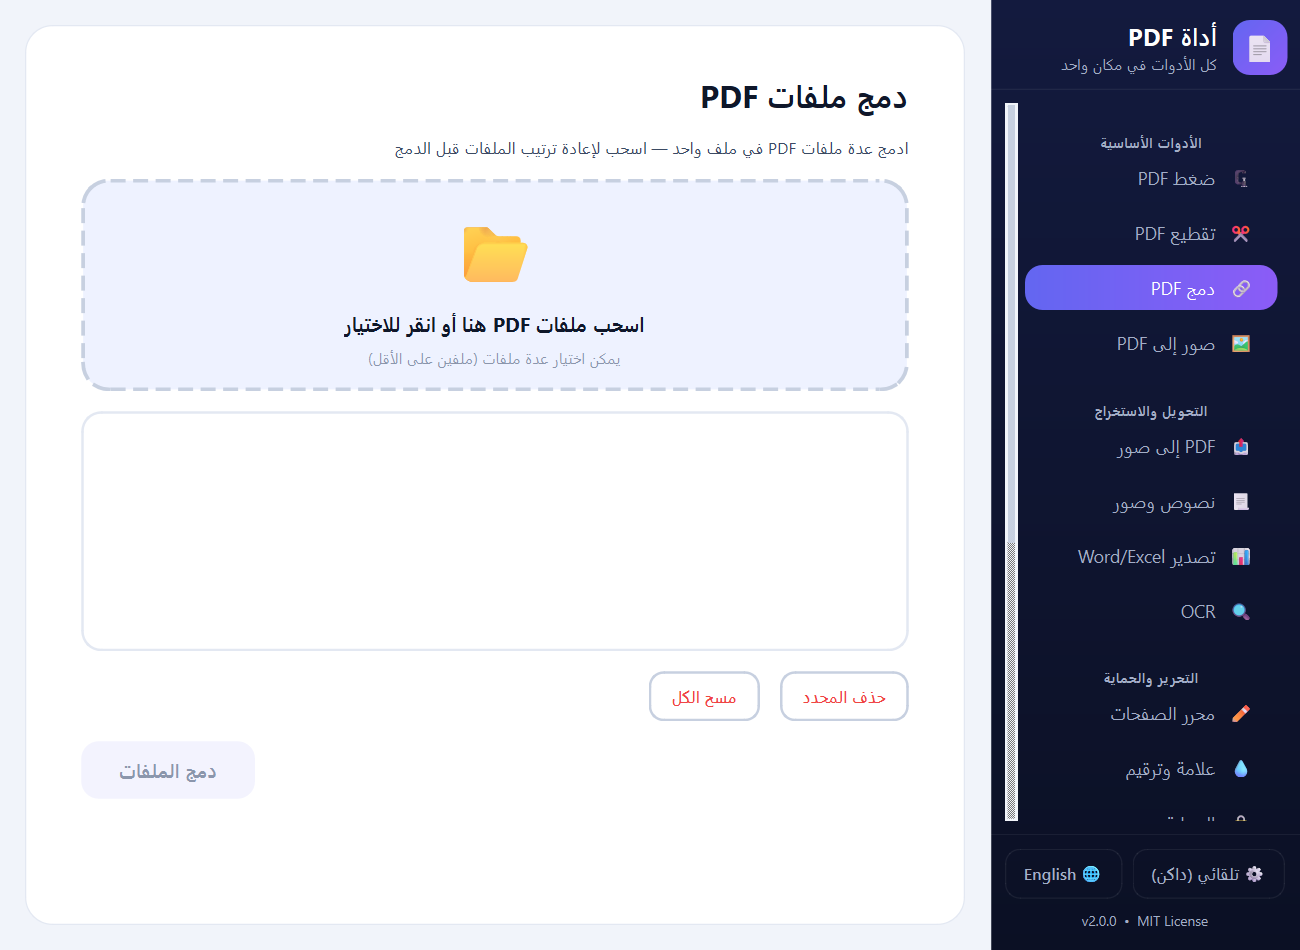 أداة PDF
كل الأدوات في مكان واحد
الأدوات الأساسية
ضغط PDF
تقطيع PDF
دمج PDF
صور إلى PDF
التحويل والاستخراج
PDF إلى صور
نصوص وصور
تصدير Word/Excel
OCR
التحرير والحماية
محرر الصفحات
علامة وترقيم
تلقائي (داكن)
English
v2.0.0 • MIT License
دمج ملفات PDF
ادمج عدة ملفات PDF في ملف واحد — اسحب لإعادة ترتيب الملفات قبل الدمج
اسحب ملفات PDF هنا أو انقر للاختيار
يمكن اختيار عدة ملفات (ملفين على الأقل)
حذف المحدد
مسح الكل
دمج الملفات